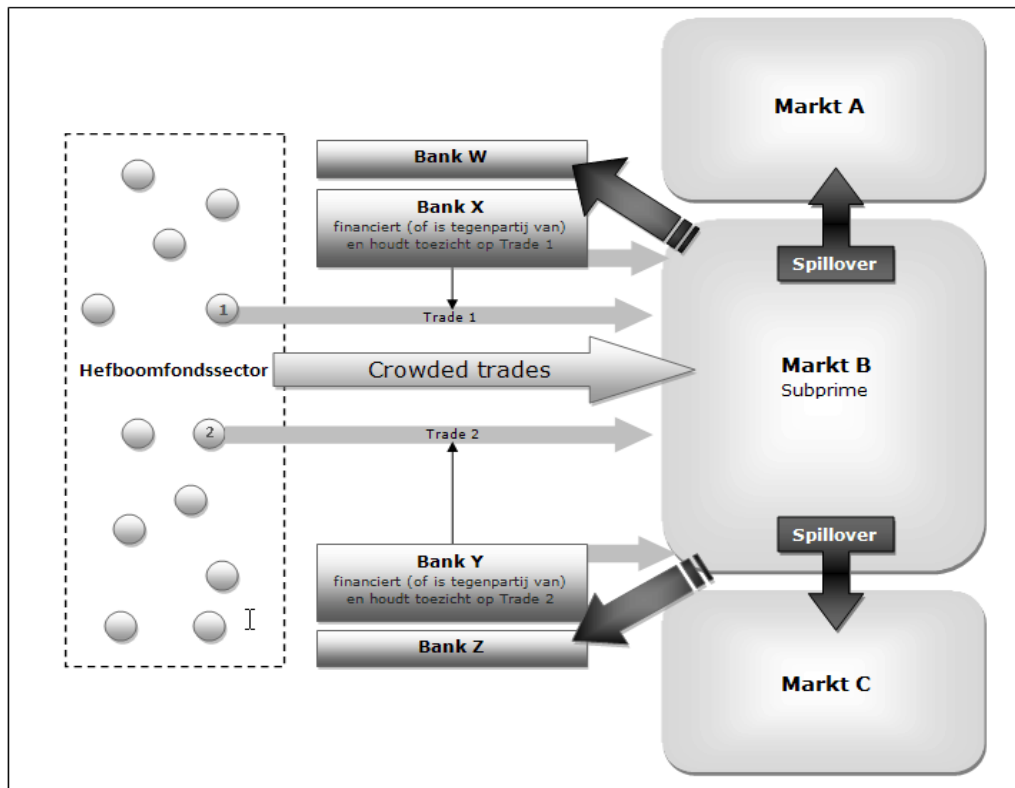 Markt A
Bank W
Bank X
financiert (of is tegenpartij van)
en houdt toezicht op Trade 1
Spillover
1
Trade 1
Hefboomfondssector
Crowded trades
Markt B
Subprime
2
Trade 2
Spillover
Bank Y
financiert (of is tegenpartij van)
en houdt toezicht op Trade 2
Bank Z
Markt C